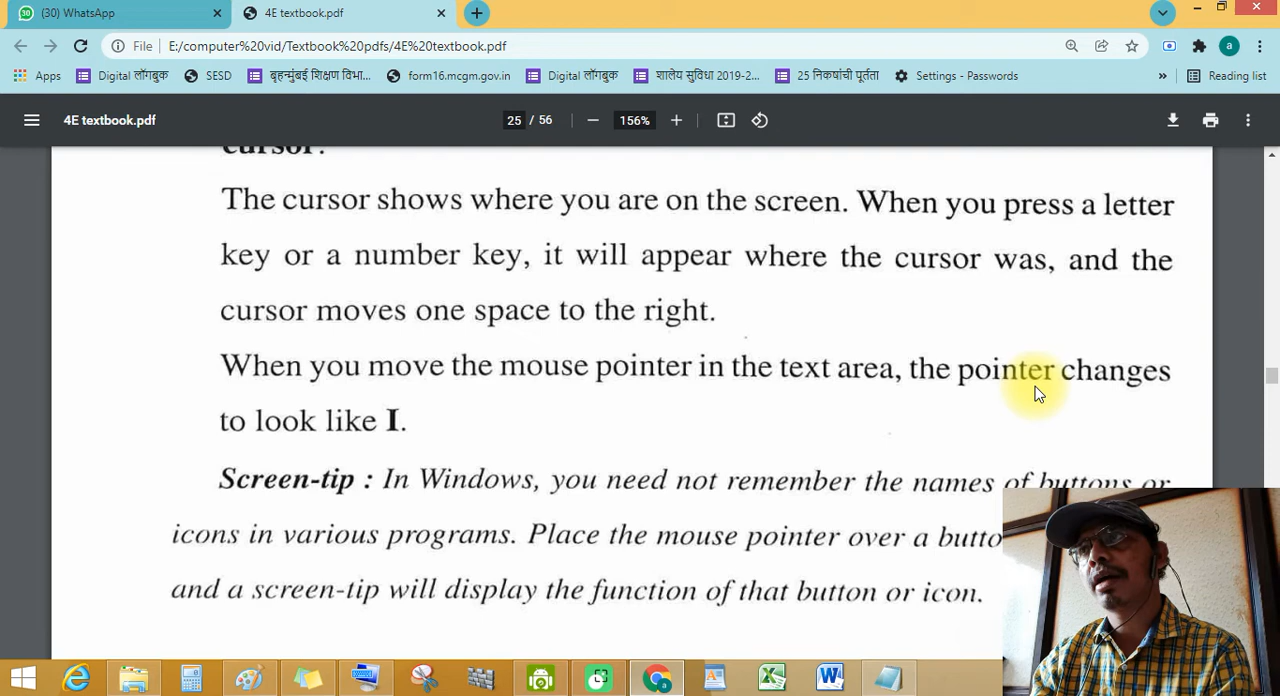 (30) WhatsApp
4E textbook.pdf
File
E:/computer%20vid/Textbook%20pdfs/4E%20textbook.pdf
a
Apps
Digital लॉगबुक
SESD
बृहन्मुंबई शिक्षण विभा...
form16.mcgm.gov.in
Digital लॉगबुक
शालेय सुविधा 2019-2...
25 निकषांची पूर्तता
Settings - Passwords
»
Reading list
4E textbook.pdf
25 / 56
156%
cursor.
The cursor shows where you are on the screen. When you press a letter
key or a number key, it will appear where the cursor was, and the
cursor moves one space to the right.
When you move the mouse pointer in the text area, the pointer changes
to look like I.
Screen-tip : In Windows, you need not remember the names of buttons or
icons in various programs. Place the mouse pointer over a butto
and a screen-tip will display the function of that button or icon.